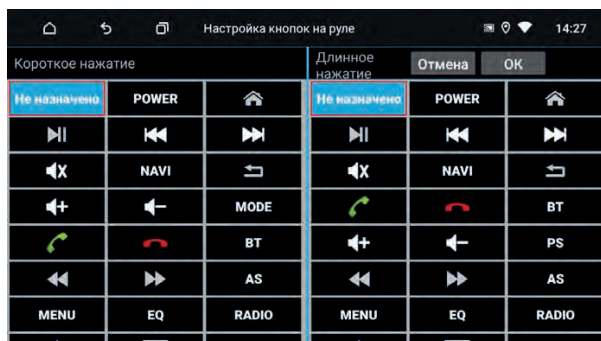 Настройка кнопок на руле 14:27
Короткое нажатие
Длинное нажатие
Отмена OK
Не назначено POWER Не назначено POWER
NAVI NAVI
MODE BT
BT PS
AS AS
MENU EQ RADIO MENU EQ RADIO